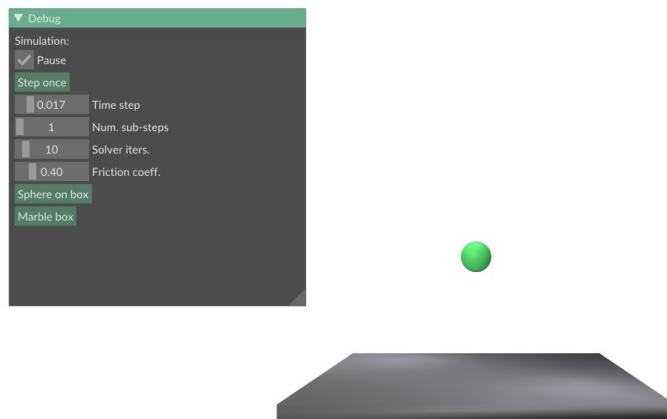 Debug
Simulation:
Pause
Step once
0.017 Time step
1 Num. sub-steps
10 Solver iters.
0.40 Friction coeff.
Sphere on box
Marble box